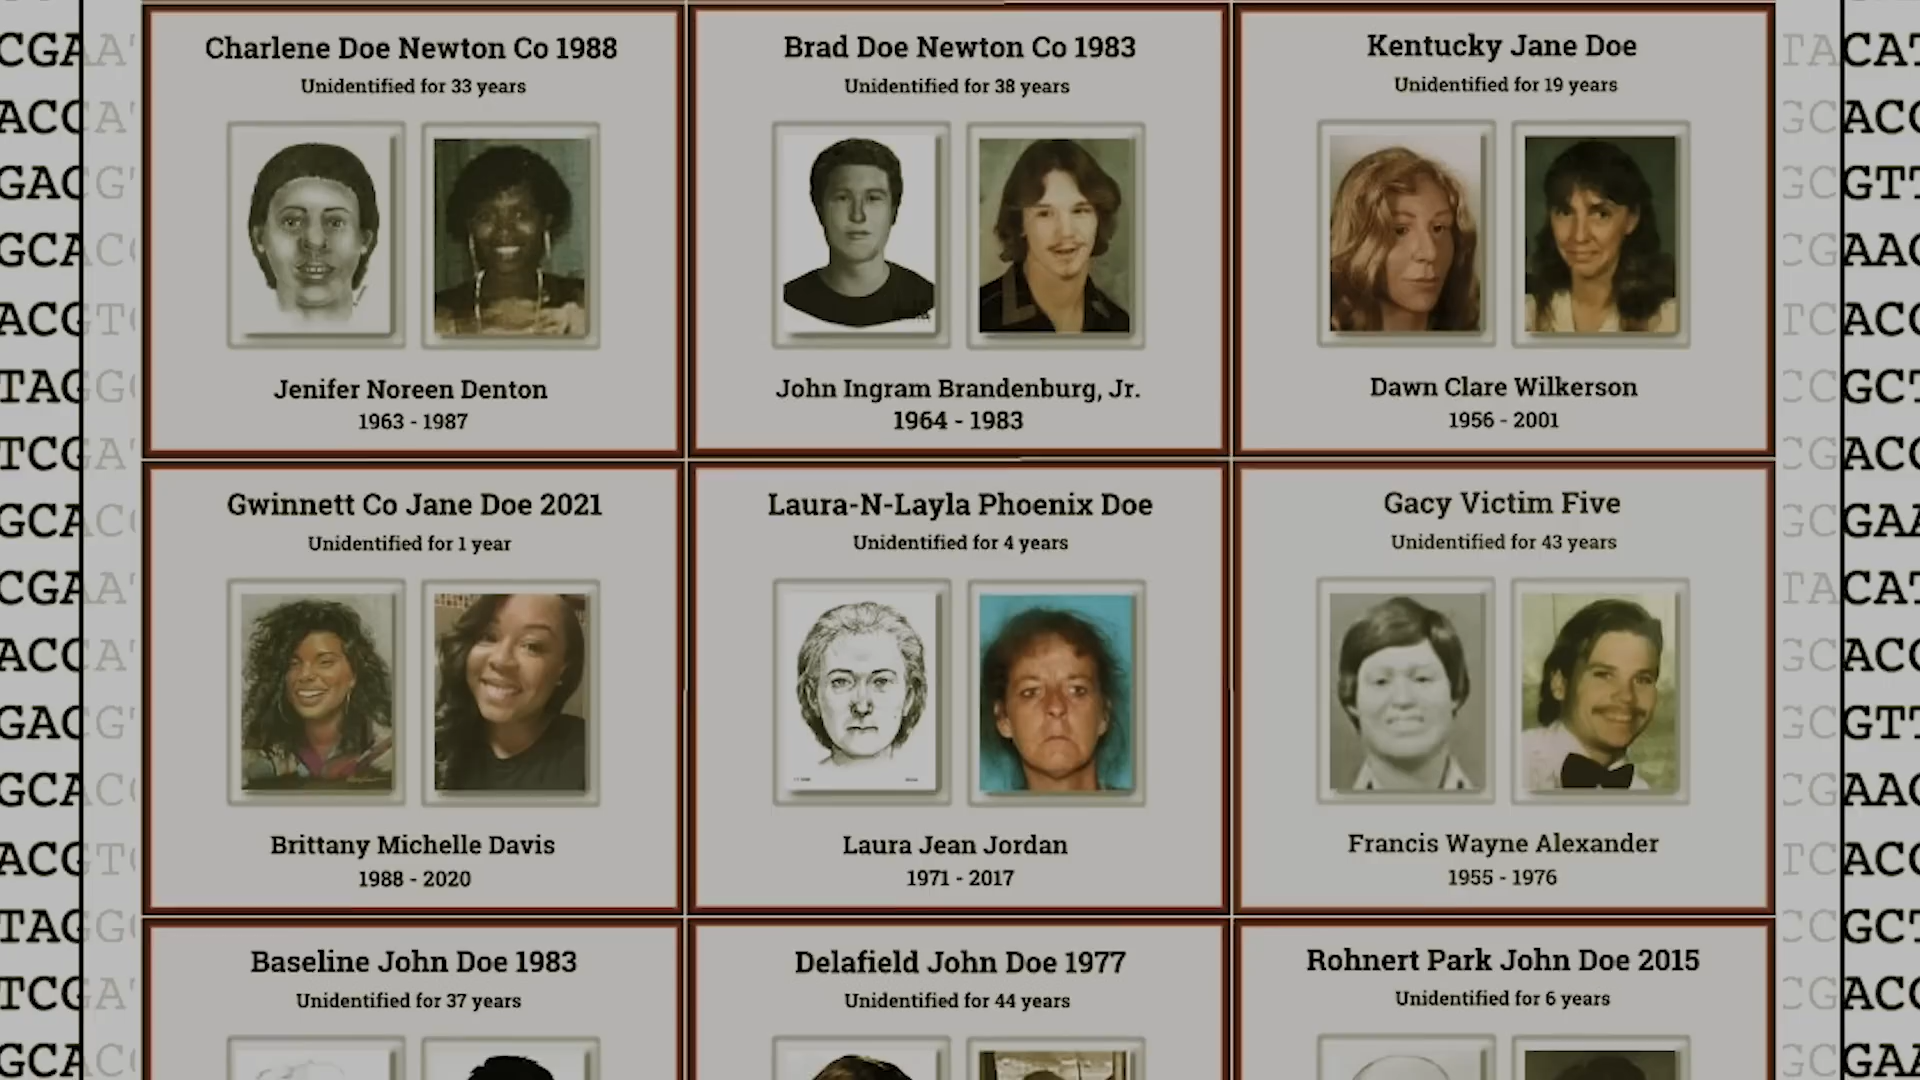 Charlene Doe Newton Co 1988
Unidentified for 33 years
Jenifer Noreen Denton
1963 - 1987
Brad Doe Newton Co 1983
Unidentified for 38 years
John Ingram Brandenburg, Jr.
1964 - 1983
Kentucky Jane Doe
Unidentified for 19 years
Dawn Clare Wilkerson
1956 - 2001
Gwinnett Co Jane Doe 2021
Unidentified for 1 year
Brittany Michelle Davis
1988 - 2020
Laura-N-Layla Phoenix Doe
Unidentified for 4 years
Laura Jean Jordan
1971 - 2017
Gacy Victim Five
Unidentified for 43 years
Francis Wayne Alexander
1955 - 1976
Baseline John Doe 1983
Unidentified for 37 years
Delafield John Doe 1977
Unidentified for 44 years
Rohnert Park John Doe 2015
Unidentified for 6 years